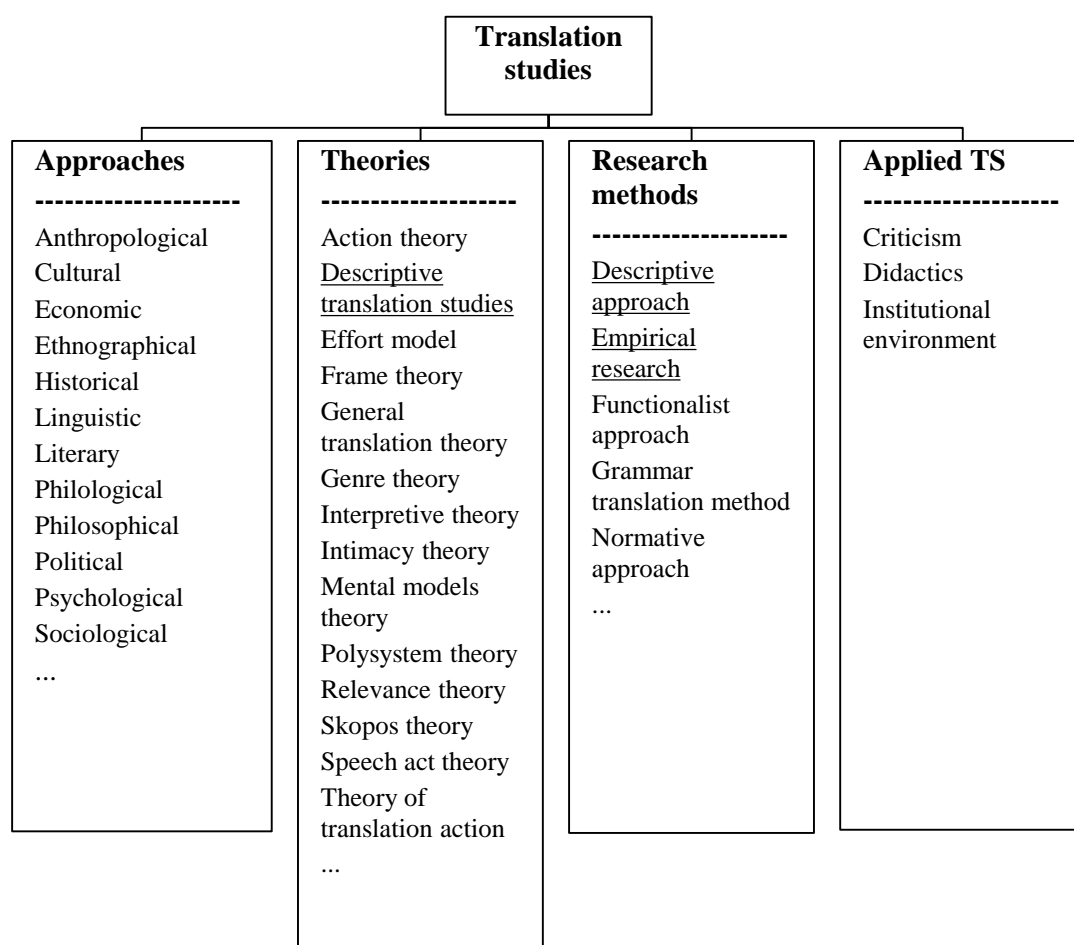 Translation
studies
Approaches
---------------------
Anthropological
Cultural
Economic
Ethnographical
Historical
Linguistic
Literary
Philological
Philosophical
Political
Psychological
Sociological
...
Theories
--------------------
Action theory
Descriptive
translation studies
Effort model
Frame theory
General
translation theory
Genre theory
Interpretive theory
Intimacy theory
Mental models
theory
Polysystem theory
Relevance theory
Skopos theory
Speech act theory
Theory of
translation action
...
Research
methods
--------------------
Descriptive
approach
Empirical
research
Functionalist
approach
Grammar
translation method
Normative
approach
...
Applied TS
--------------------
Criticism
Didactics
Institutional
environment